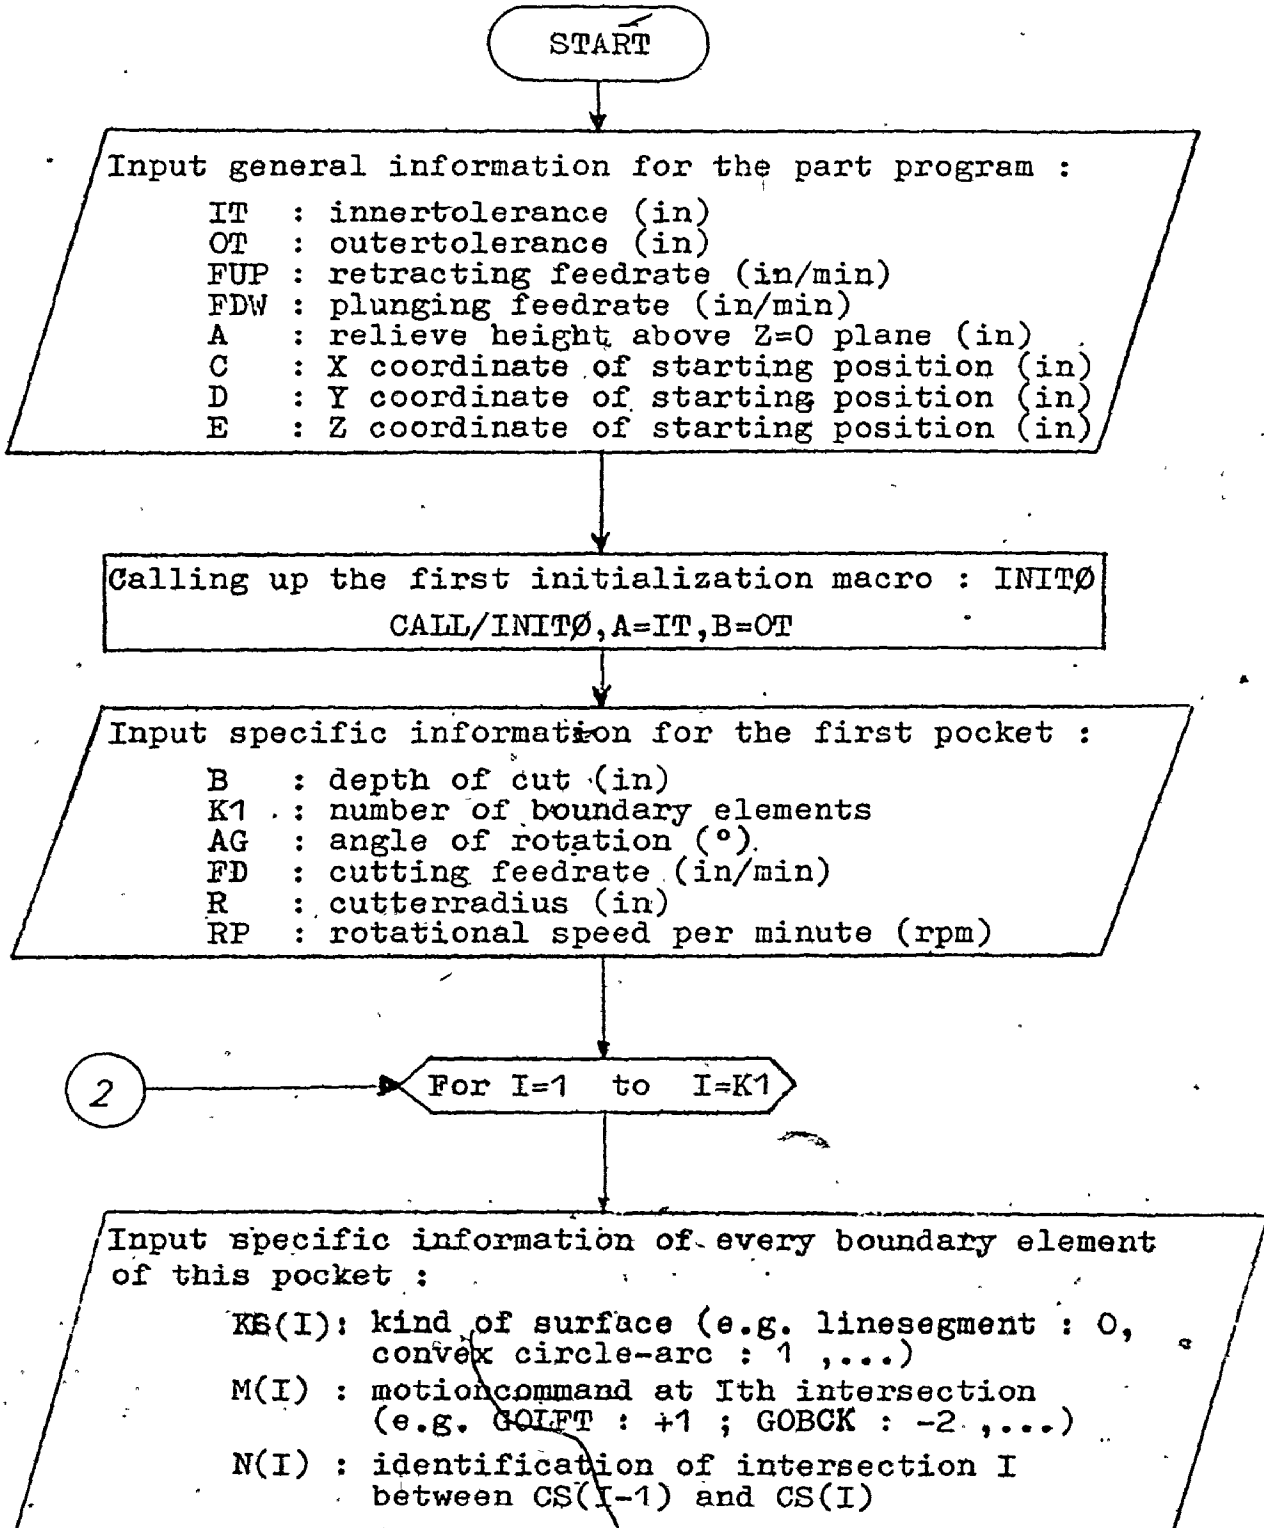 START
Input general information for the part program :
IT : innertolerance (in)
OT : outertolerance (in)
FUP : retracting feedrate (in/min)
FDW : plunging feedrate (in/min)
A : relieve height above Z=0 plane (in)
C : X coordinate of starting position (in)
D : Y coordinate of starting position (in)
E : Z coordinate of starting position (in)
Calling up the first initialization macro : INITØ
CALL/INITØ,A=IT,B=OT
Input specific information for the first pocket :
B : depth of cut (in)
K1 : number of boundary elements
AG : angle of rotation (°)
FD : cutting feedrate (in/min)
R : cutterradius (in)
RP : rotational speed per minute (rpm)
2
For I=1 to I=K1
Input specific information of every boundary element
of this pocket :
(I): kind of surface (e.g. linesegment : 0,
convex circle-arc : 1 ,...)
M(I) : motioncommand at Ith intersection
(e.g. GOLFT : +1 ; GOBCK : -2 ,...)
N(I) : identification of intersection I
between CS(I-1) and CS(I)